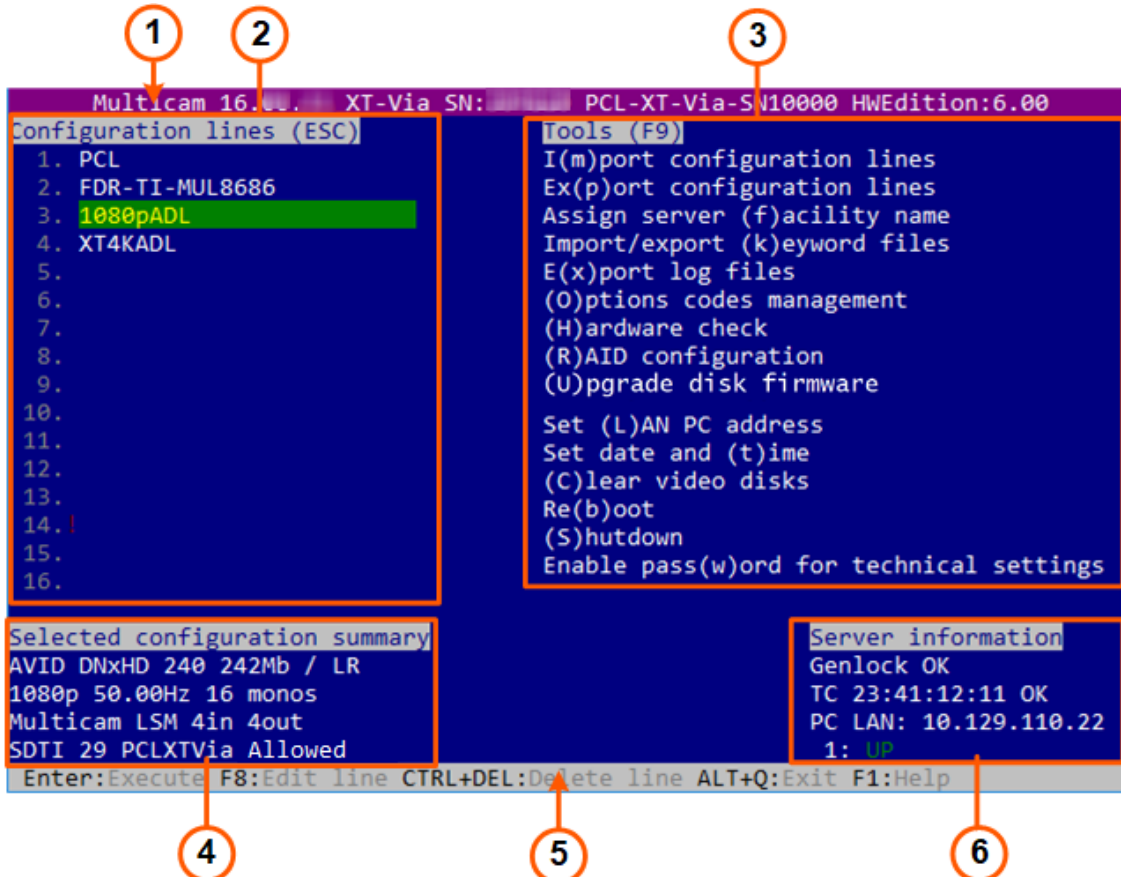 1 2 3
Multicam 16. XT-Via SN: PCL-XT-Via-SN10000 HWEdition:6.00
Configuration lines (ESC)
1. PCL
2. FDR-TI-MUL8686
3. 1080pADL
4. XT4KADL
5.
6.
7.
8.
9.
10.
11.
12.
13.
14.!
15.
16.
Tools (F9)
I(m)port configuration lines
Ex(p)ort configuration lines
Assign server (f)acility name
Import/export (k)eyword files
E(x)port log files
(O)ptions codes management
(H)ardware check
(R)AID configuration
(U)pgrade disk firmware
Set (L)AN PC address
Set date and (t)ime
(C)lear video disks
Re(b)oot
(S)hutdown
Enable pass(w)ord for technical settings
Selected configuration summary
AVID DNxHD 240 242Mb / LR
1080p 50.00Hz 16 monos
Multicam LSM 4in 4out
SDTI 29 PCLXTVia Allowed
Server information
Genlock OK
TC 23:41:12:11 OK
PC LAN: 10.129.110.22
1: UP
Enter:Execute F8:Edit line CTRL+DEL:Delete line ALT+Q:Exit F1:Help
4 5 6